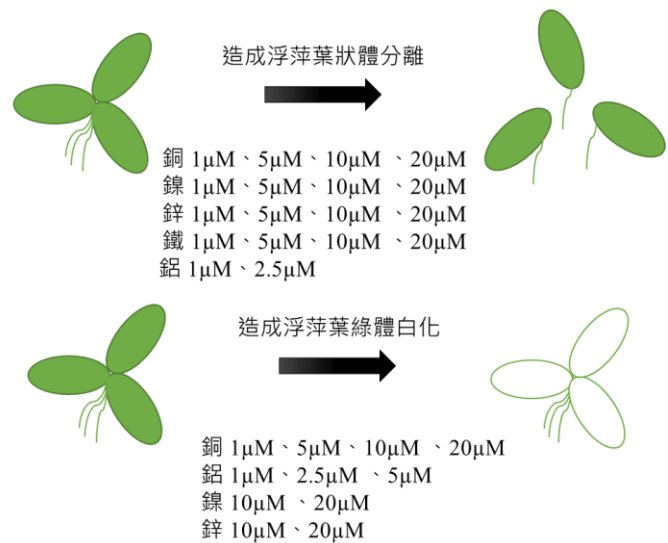 造成浮萍葉狀體分離
銅 1μM、5μM、10μM 、20μM
鎳 1μM、5μM、10μM 、20μM
鋅 1μM、5μM、10μM 、20μM
鐵 1μM、5μM、10μM 、20μM
鋁 1μM、2.5μM
造成浮萍葉綠體白化
銅 1μM、5μM、10μM 、20μM
鋁 1μM、2.5μM 、5μM
鎳 10μM 、20μM
鋅 10μM、20μM